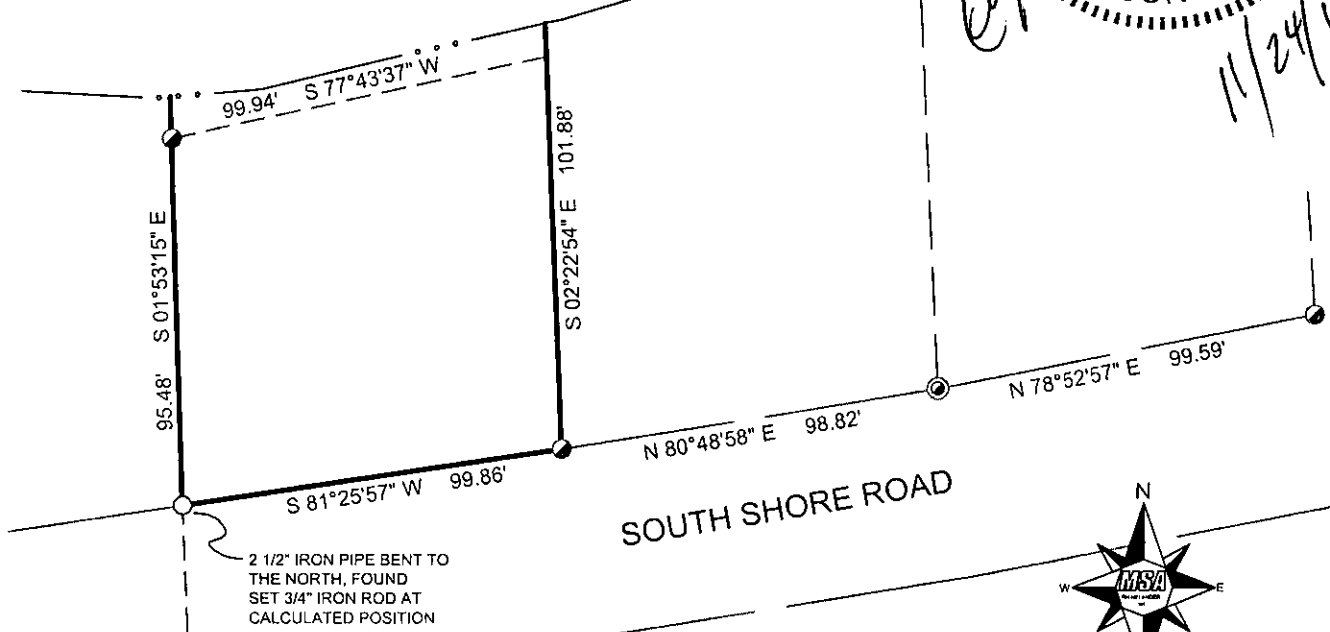 11/24/
99.94' S 77°43'37" W
95.48' S 01°53'15" E
S 02°22'54" E 101.88'
S 81°25'57" W 99.86'
N 80°48'58" E 98.82'
N 78°52'57" E 99.59'
SOUTH SHORE ROAD
2 1/2" IRON PIPE BENT TO
THE NORTH, FOUND
SET 3/4" IRON ROD AT
CALCULATED POSITION
N
W
MSA
E